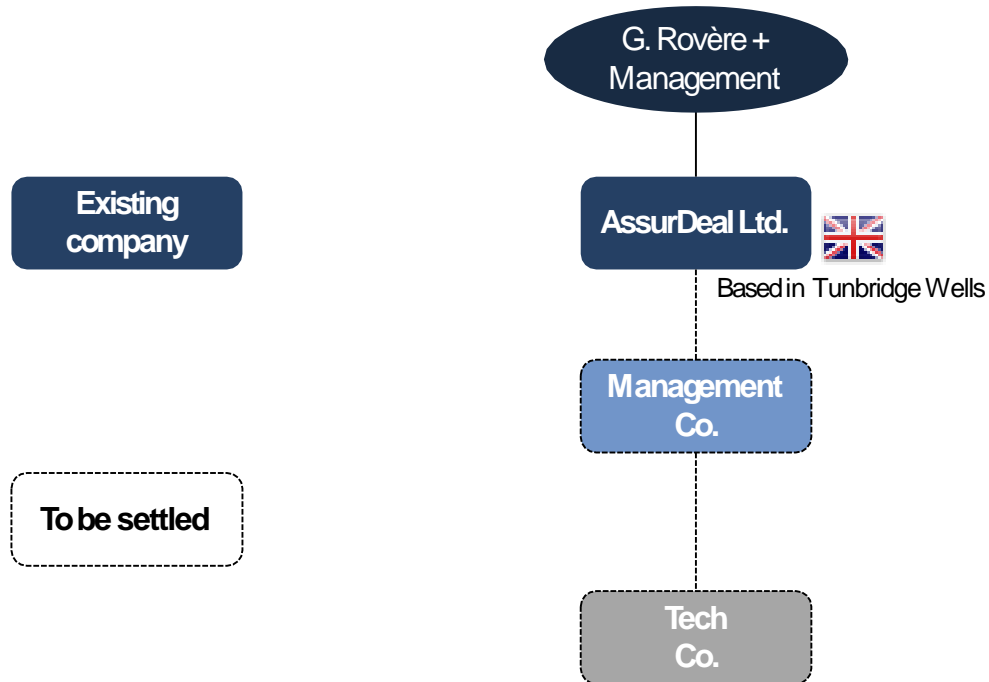 G. Rovère +
Management
Existing
company
AssurDeal Ltd.
Based in Tunbridge Wells
Management
Co.
To be settled
Tech
Co.